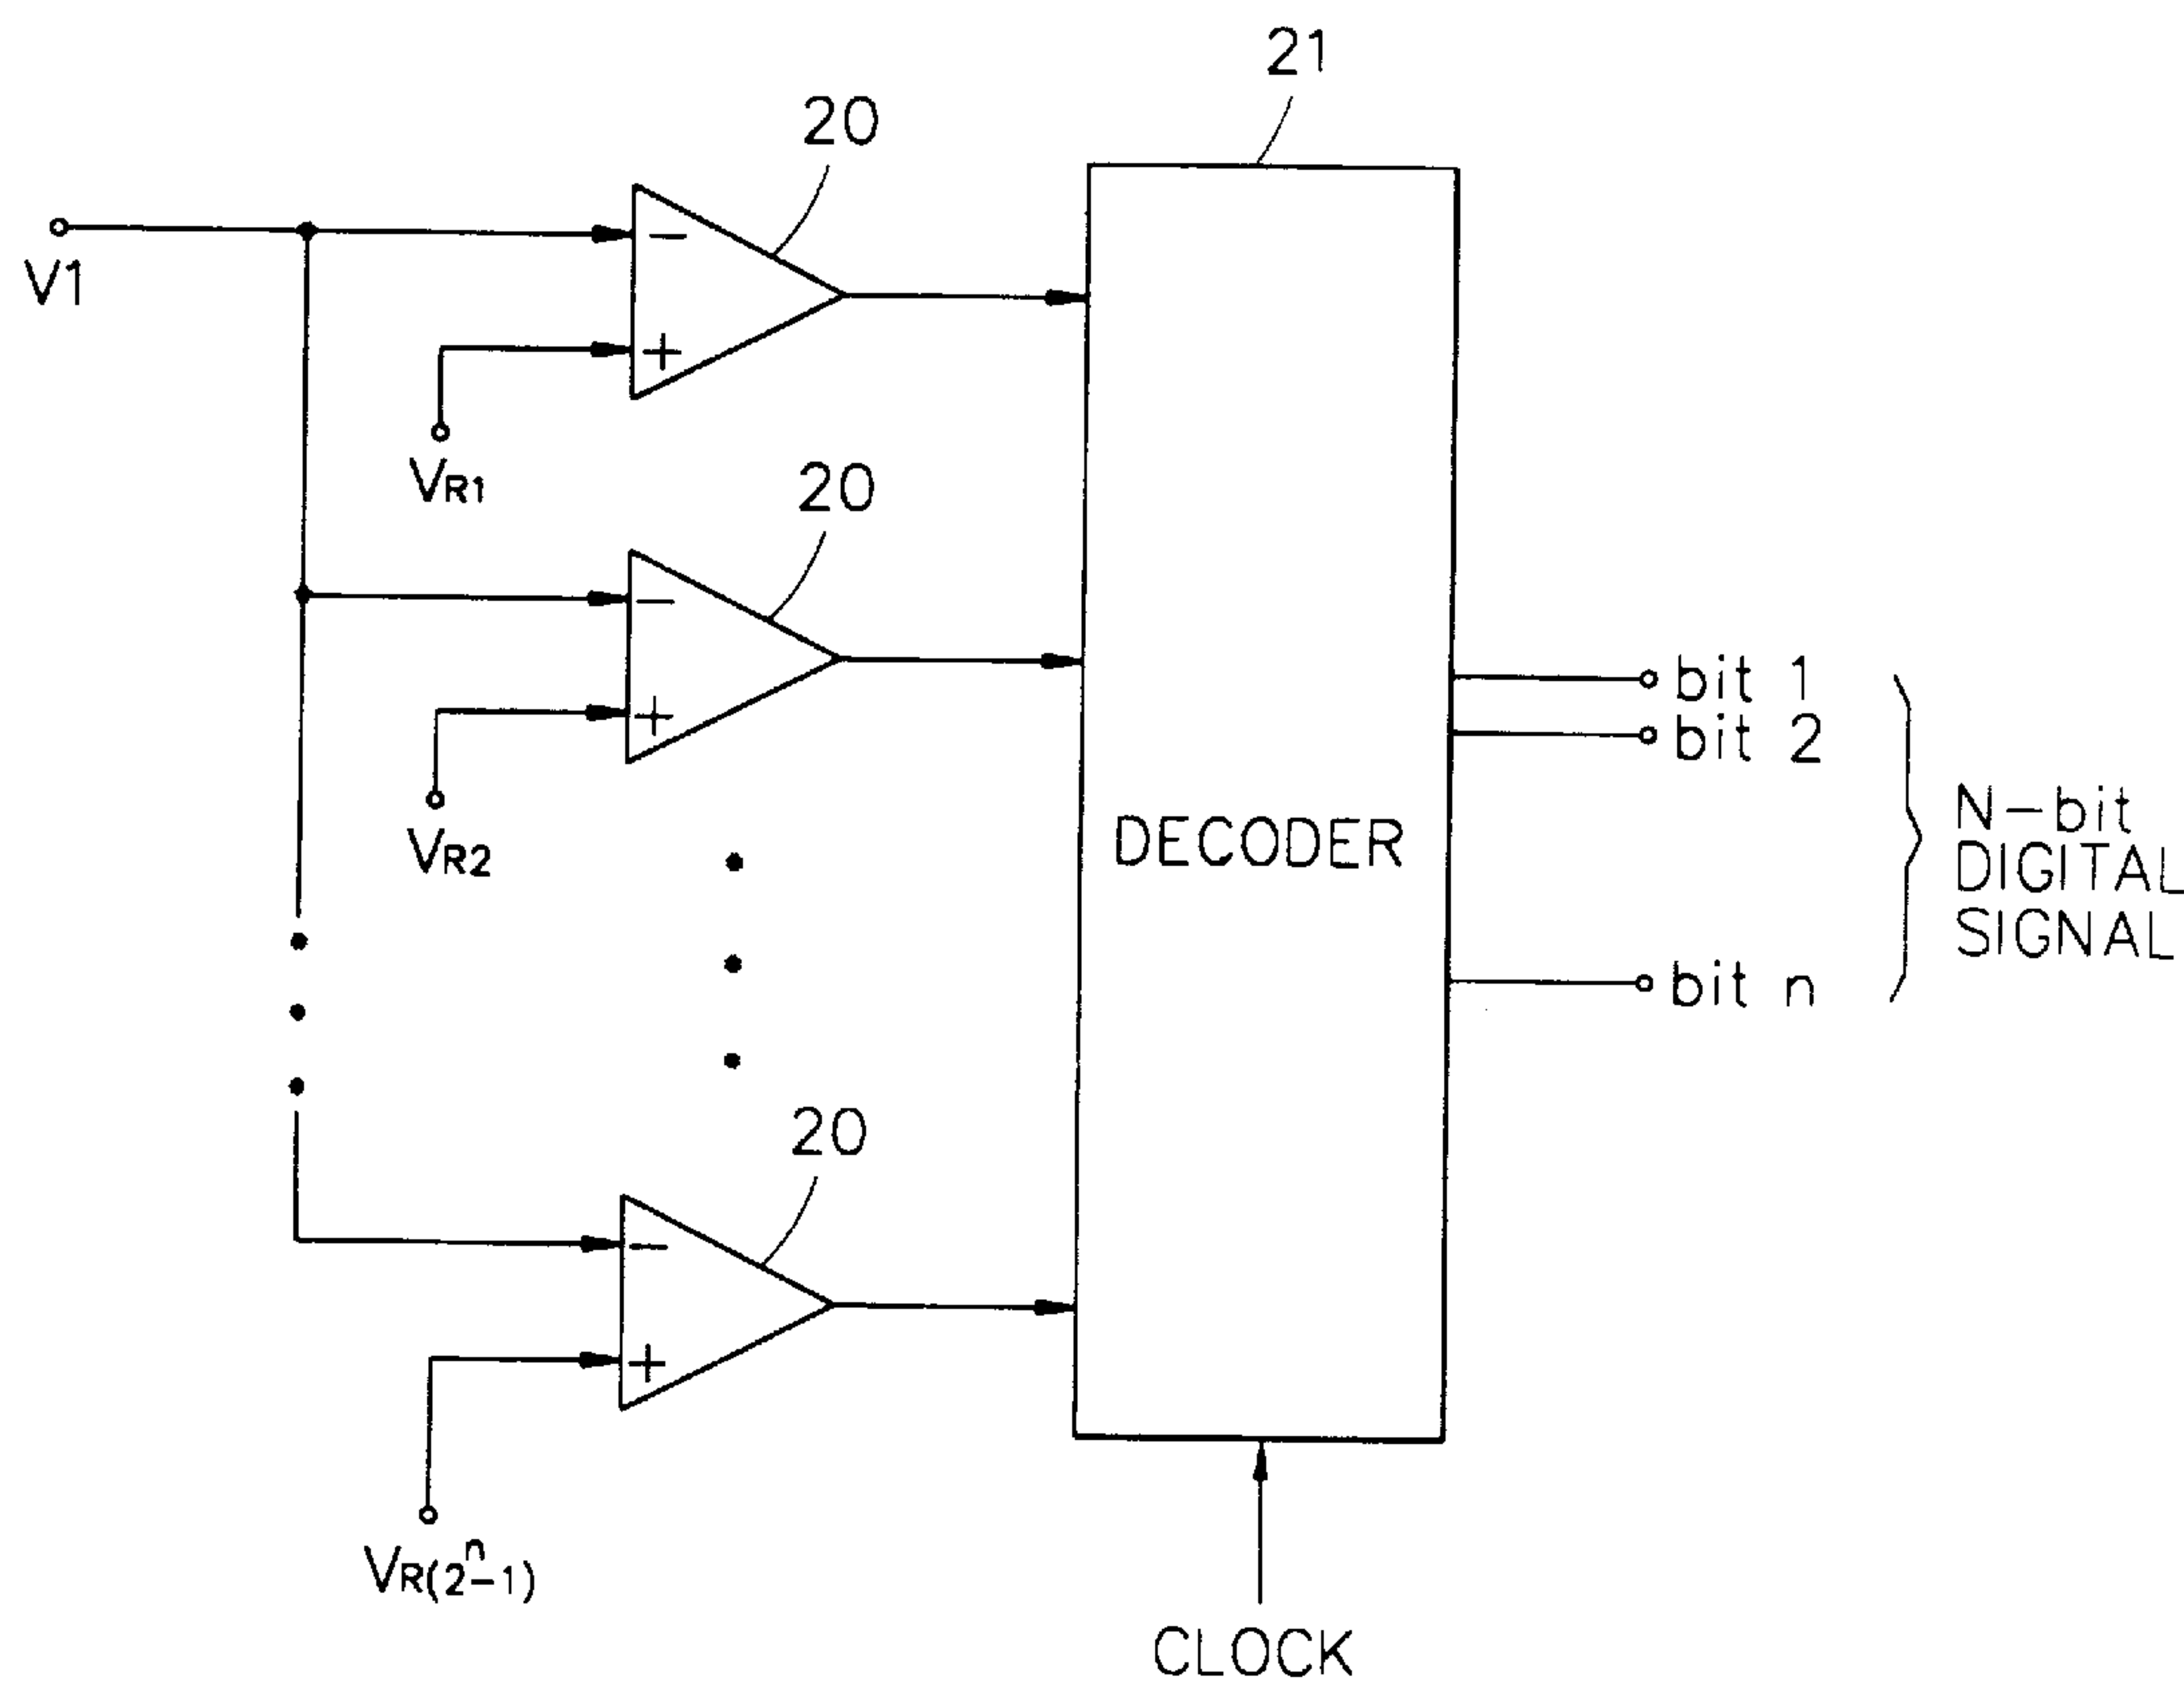 21
20
V1
−
+
VR1
20
−
+
VR2
DECODER
bit 1
bit 2
bit n
N-bit
DIGITAL
SIGNAL
20
−
+
VR(2ⁿ-1)
CLOCK